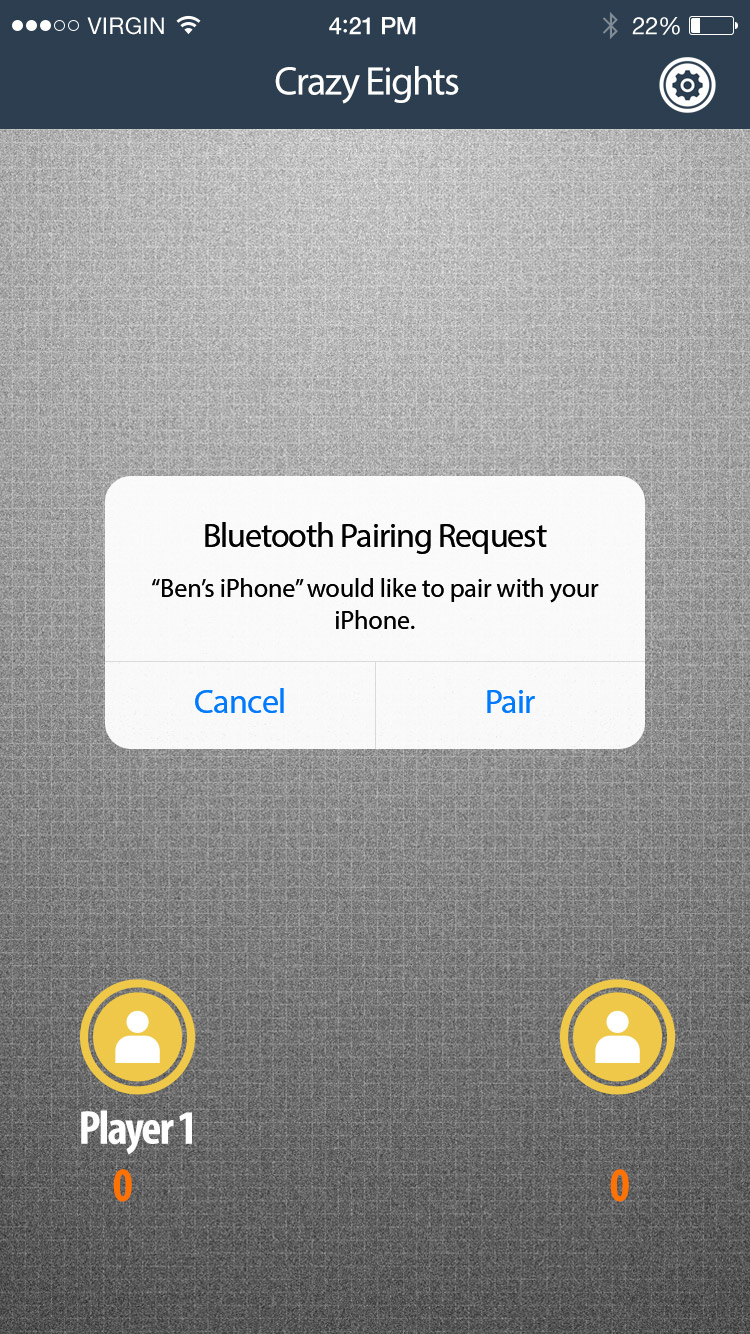 VIRGIN 4:21 PM 22%
Crazy Eights
Bluetooth Pairing Request
“Ben’s iPhone” would like to pair with your
iPhone.
Cancel Pair
Player 1
0 0